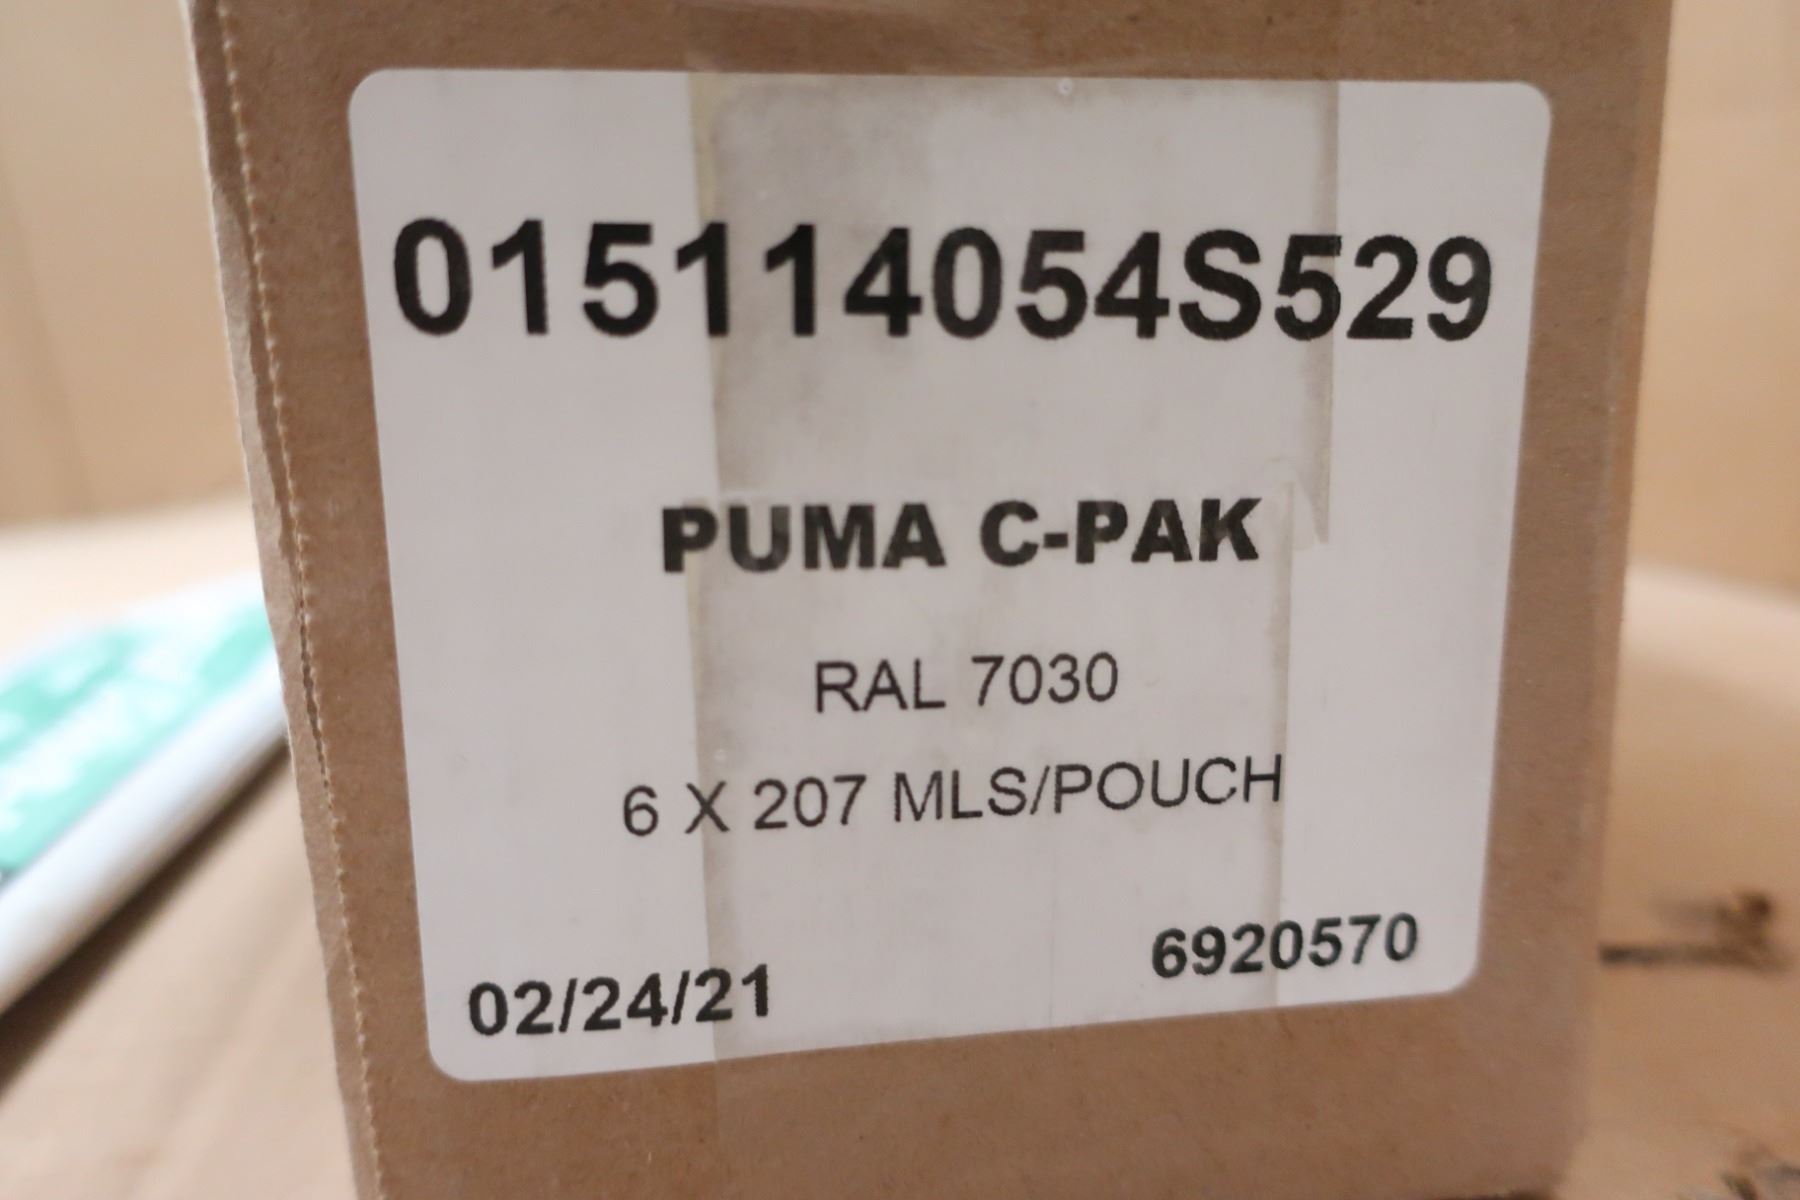 015114054S529
PUMA C-PAK
RAL 7030
6 X 207 MLS/POUCH
02/24/21
6920570